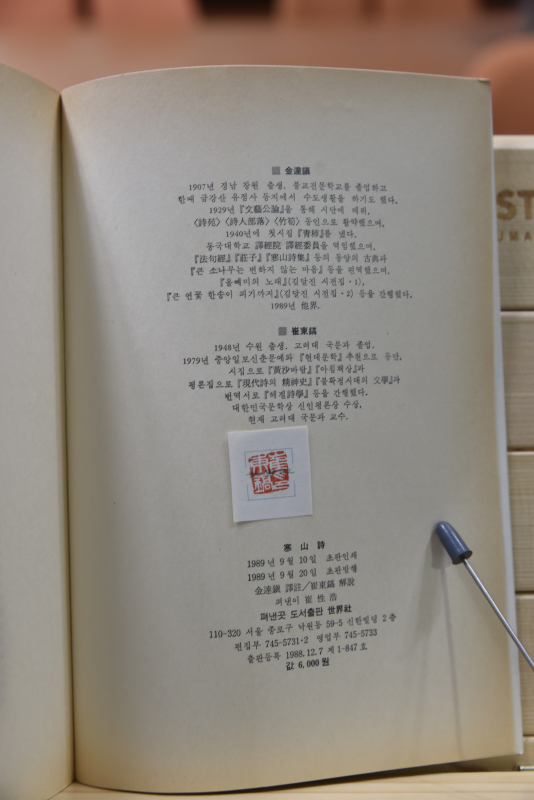 金達鎭
1907년 경남 창원 출생. 불교전문학교를 졸업하고
한때 금강산 유점사 등지에서 수도생활을 하기도 했다.
1929년 『文藝公論』을 통해 시단에 데뷔.
〈詩苑〉〈詩人部落〉〈竹筍〉동인으로 활약했으며,
1940년에 첫시집 『靑柿』를 냈다.
동국대학교 譯經院 譯經委員을 역임했으며,
『法句經』『莊子』『寒山詩集』 등의 동양의 古典과
『큰 소나무는 변하지 않는 마음』 등을 편역했으며,
『올빼미의 노래』(김달진 시전집·1),
『큰 연꽃 한송이 피기까지』(김달진 시전집·2) 등을 간행했다.
1989년 他界.
崔東鎬
1948년 수원 출생. 고려대 국문과 졸업.
1979년 중앙일보신춘문예와 『현대문학』 추천으로 등단.
시집으로 『黃沙바람』『아침책상』과
평론집으로 『現代詩의 精神史』『불확정시대의 文學』과
번역서로 『헤겔詩學』 등을 간행했다.
대한민국문학상 신인평론상 수상.
현재 고려대 국문과 교수.
寒山詩
1989년 9월 10일 초판인쇄
1989년 9월 20일 초판발행
金達鎭 譯註/崔東鎬 解說
펴낸이 崔性浩
펴낸곳 도서출판 世界社
110-320 서울 종로구 낙원동 59-5 신한빌딩 2층
편집부 745-5731·2 영업부 745-5733
출판등록 1988.12.7 제1-847호
값 6,000원
ST
UMA